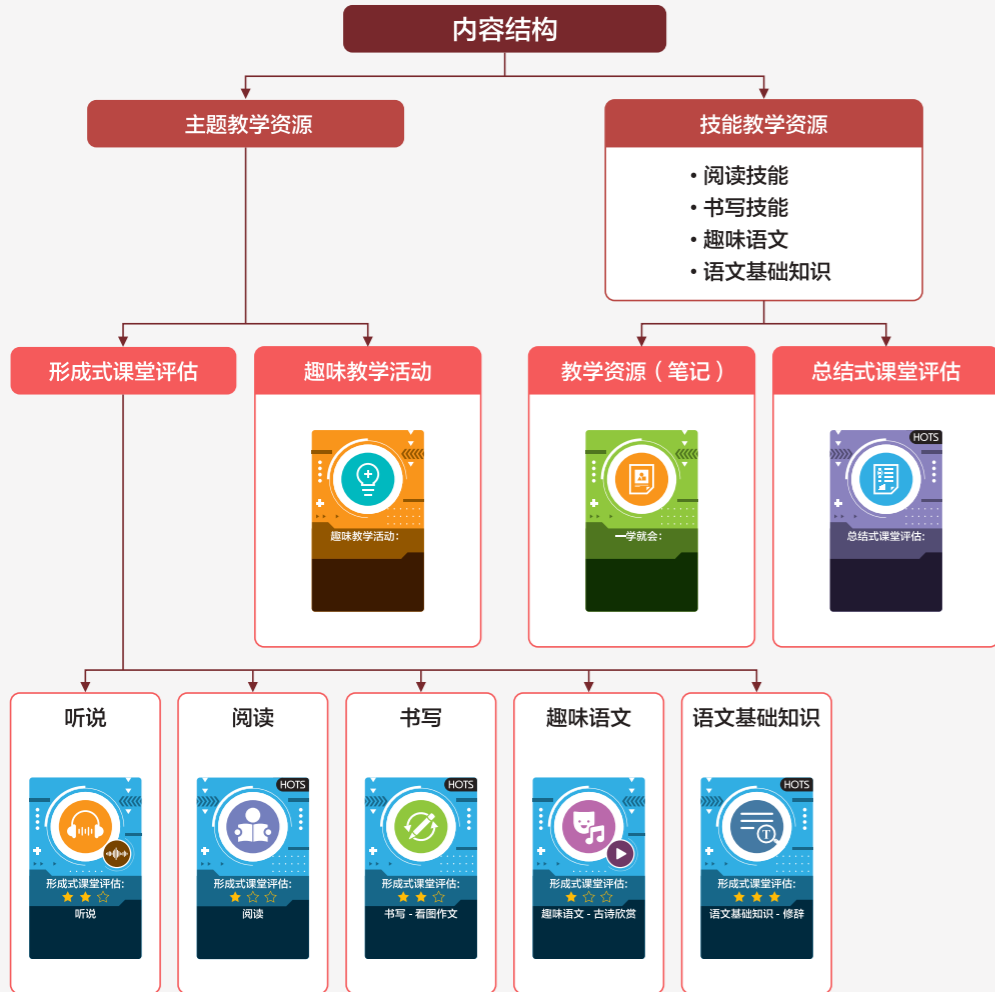 内容结构
主题教学资源
技能教学资源
• 阅读技能
• 书写技能
• 趣味语文
• 语文基础知识
形成式课堂评估
趣味教学活动
教学资源（笔记）
总结式课堂评估
趣味教学活动：
一学就会：
HOTS
总结式课堂评估:
听说
阅读
书写
趣味语文
语文基础知识
形成式课堂评估:
听说
HOTS
形成式课堂评估:
阅读
HOTS
形成式课堂评估:
书写 - 看图作文
形成式课堂评估:
趣味语文 - 古诗欣赏
HOTS
T
形成式课堂评估:
语文基础知识 - 修辞